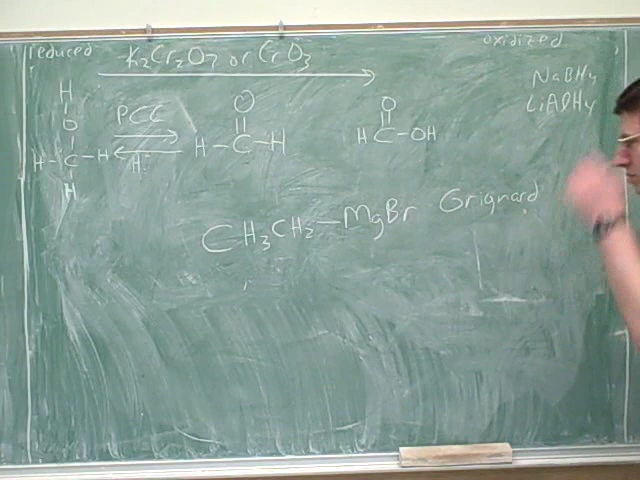 reduced K₂Cr₂O₇ or CrO₃ oxidized
NaBH₄
LiAlH₄
H
O
H-C-H
H
PCC
H:⁻
O
H-C-H
O
H C-OH
CH₃CH₂-MgBr Grignard